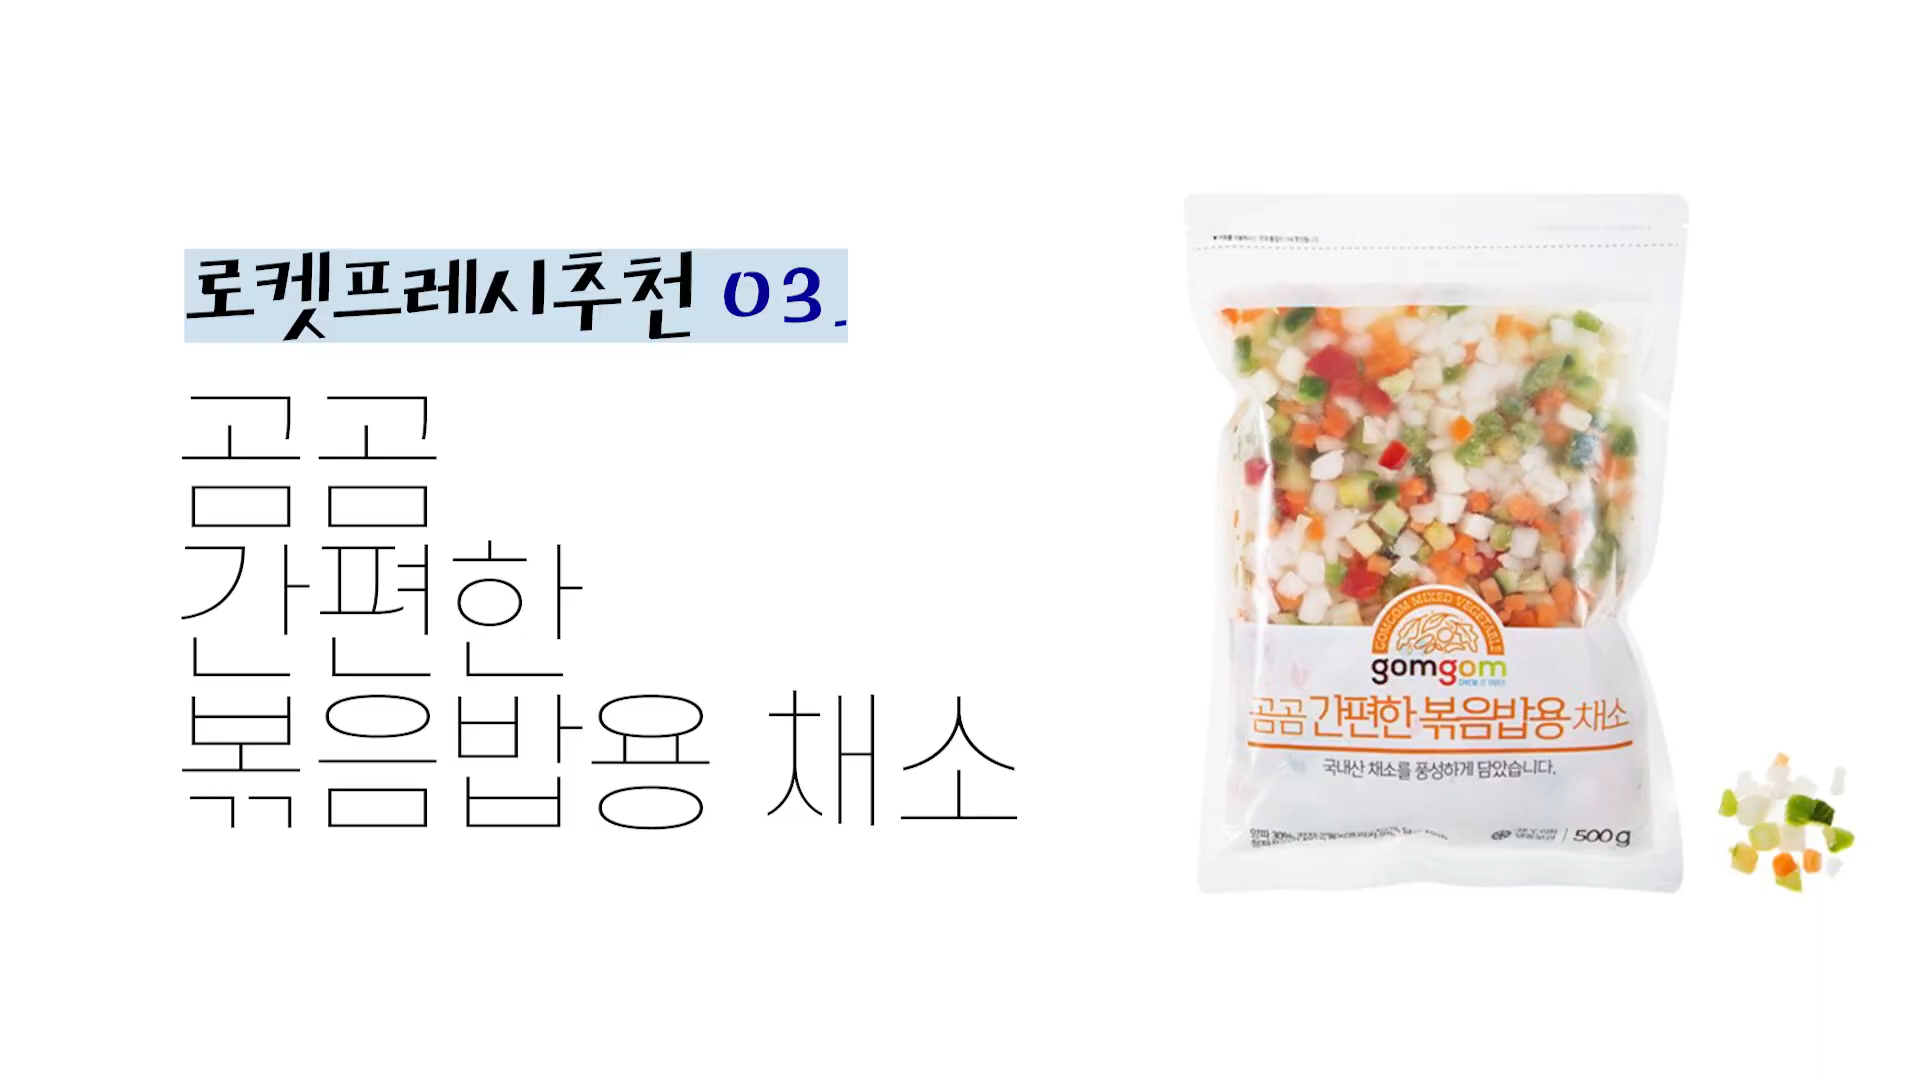 로켓프레시추천 03.
곰곰
간편한
볶음밥용 채소
GOMGOM MIXED VEGETABLE
gomgom
곰곰 간편한 볶음밥용 채소
국내산 채소를 풍성하게 담았습니다.
500 g